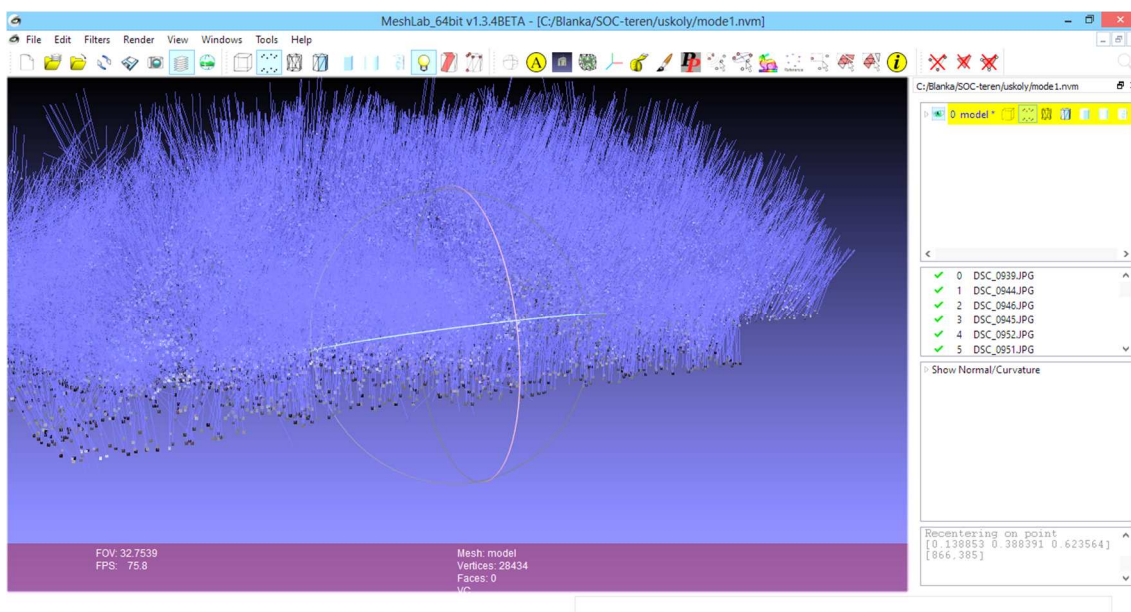 MeshLab_64bit v1.3.4BETA - [C:/Blanka/SOC-teren/uskoly/mode1.nvm]
File Edit Filters Render View Windows Tools Help
A
PP
Reference
i
C:/Blanka/SOC-teren/uskoly/mode1.nvm
0 model *
0 DSC_0939.JPG
1 DSC_0944.JPG
2 DSC_0946.JPG
3 DSC_0945.JPG
4 DSC_0952.JPG
5 DSC_0951.JPG
Show Normal/Curvature
Recentering on point
[0.138853 0.388391 0.623564]
[866,385]
FOV: 32.7539
FPS: 75.8
Mesh: model
Vertices: 28434
Faces: 0
VC